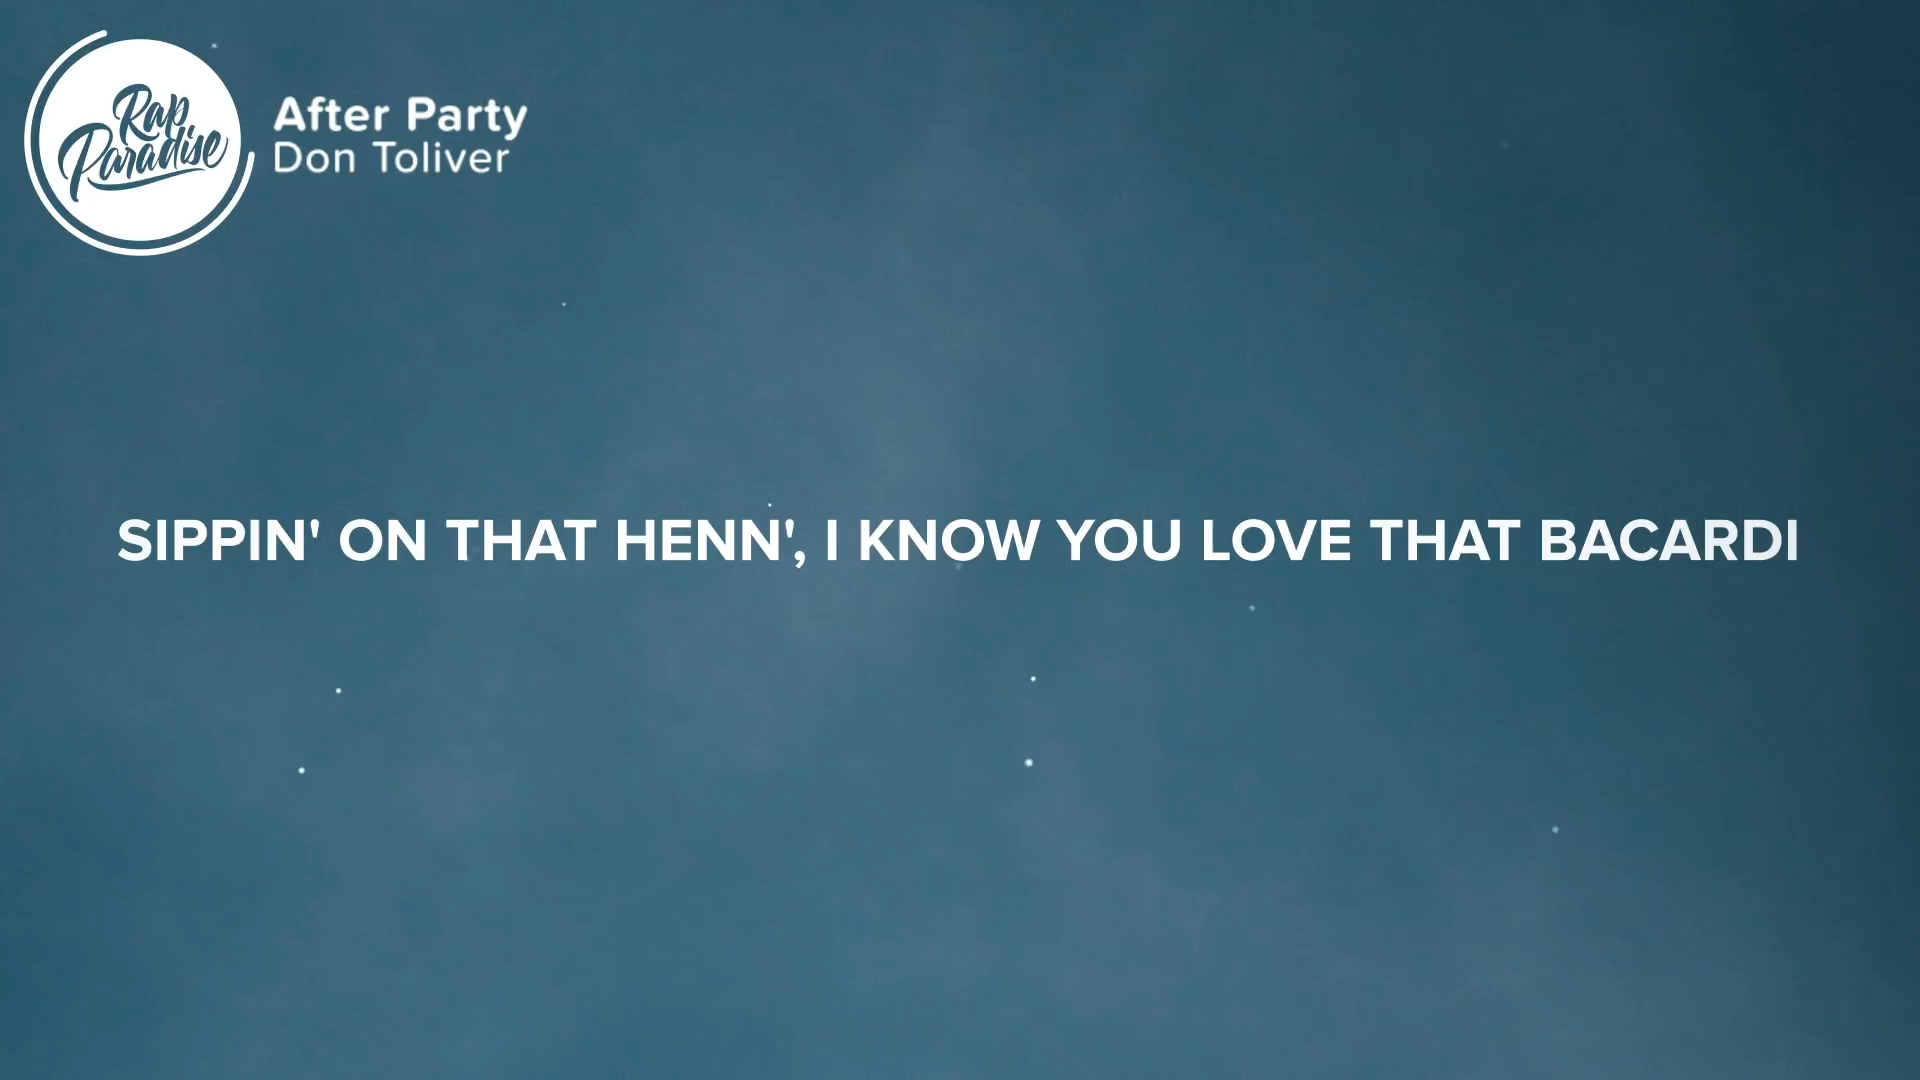 Rap
Paradise
After Party
Don Toliver
SIPPIN' ON THAT HENN', I KNOW YOU LOVE THAT BACARDI